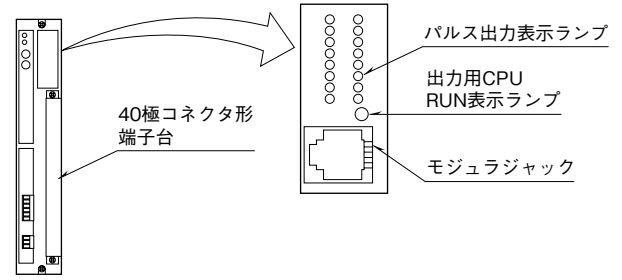 パルス出力表示ランプ
出力用CPU
RUN表示ランプ
40極コネクタ形
端子台
モジュラジャック